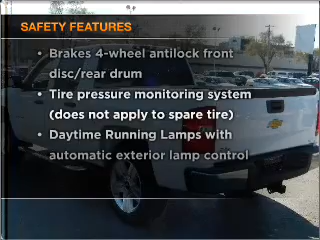 SAFETY FEATURES
• Brakes 4-wheel antilock front
disc/rear drum
• Tire pressure monitoring system
(does not apply to spare tire)
• Daytime Running Lamps with
automatic exterior lamp control